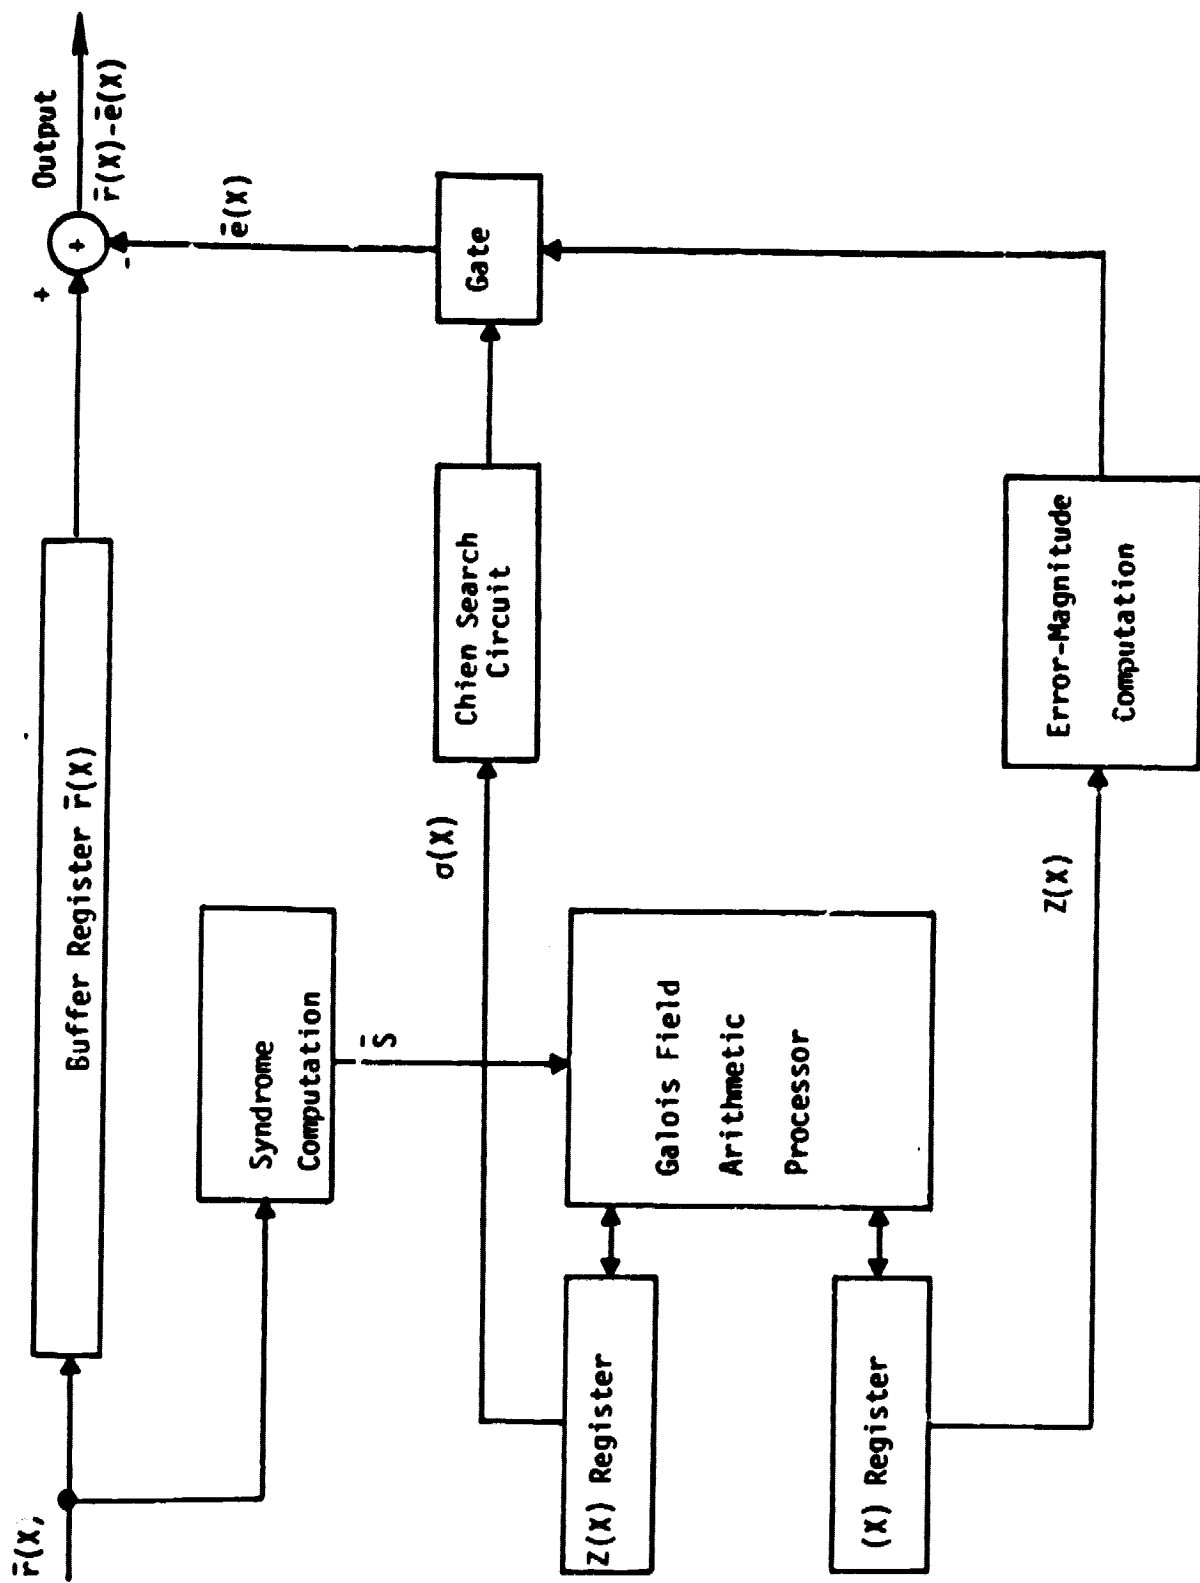 r̄(X,
Buffer Register r̄(X)
+
+
-
Output
r̄(X)-ē(X)
ē(X)
Syndrome
Computation
S̄
σ(X)
Chien Search
Circuit
Gate
Galois Field
Arithmetic
Processor
Z(X) Register
(X) Register
Z(X)
Error-Magnitude
Computation